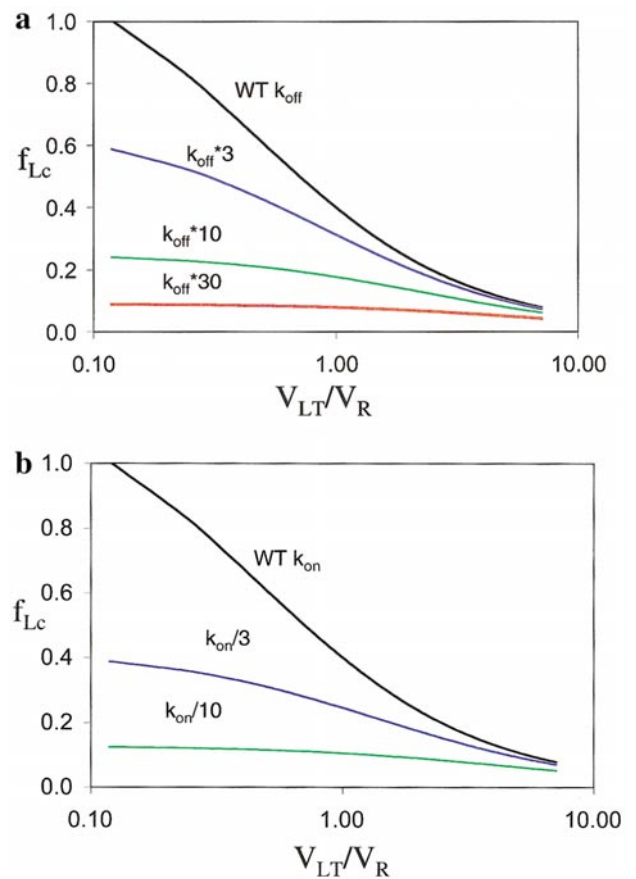 a
1.0
WT k_off
0.8
f_Lc
0.6
k_off*3
0.4
k_off*10
0.2
k_off*30
0.0
0.10 1.00 10.00
V_LT/V_R
b
1.0
0.8
WT k_on
f_Lc
0.6
k_on/3
0.4
k_on/10
0.2
0.0
0.10 1.00 10.00
V_LT/V_R